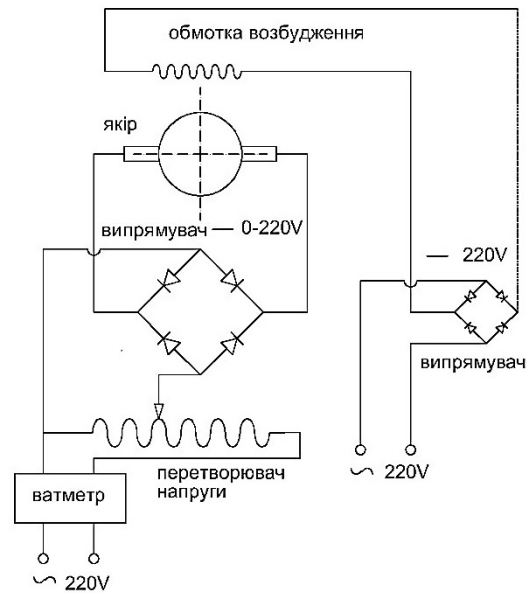 обмотка возбудження
якір
випрямувач — 0-220V
— 220V
випрямувач
перетворювач
напруги
ватметр
~ 220V
~ 220V